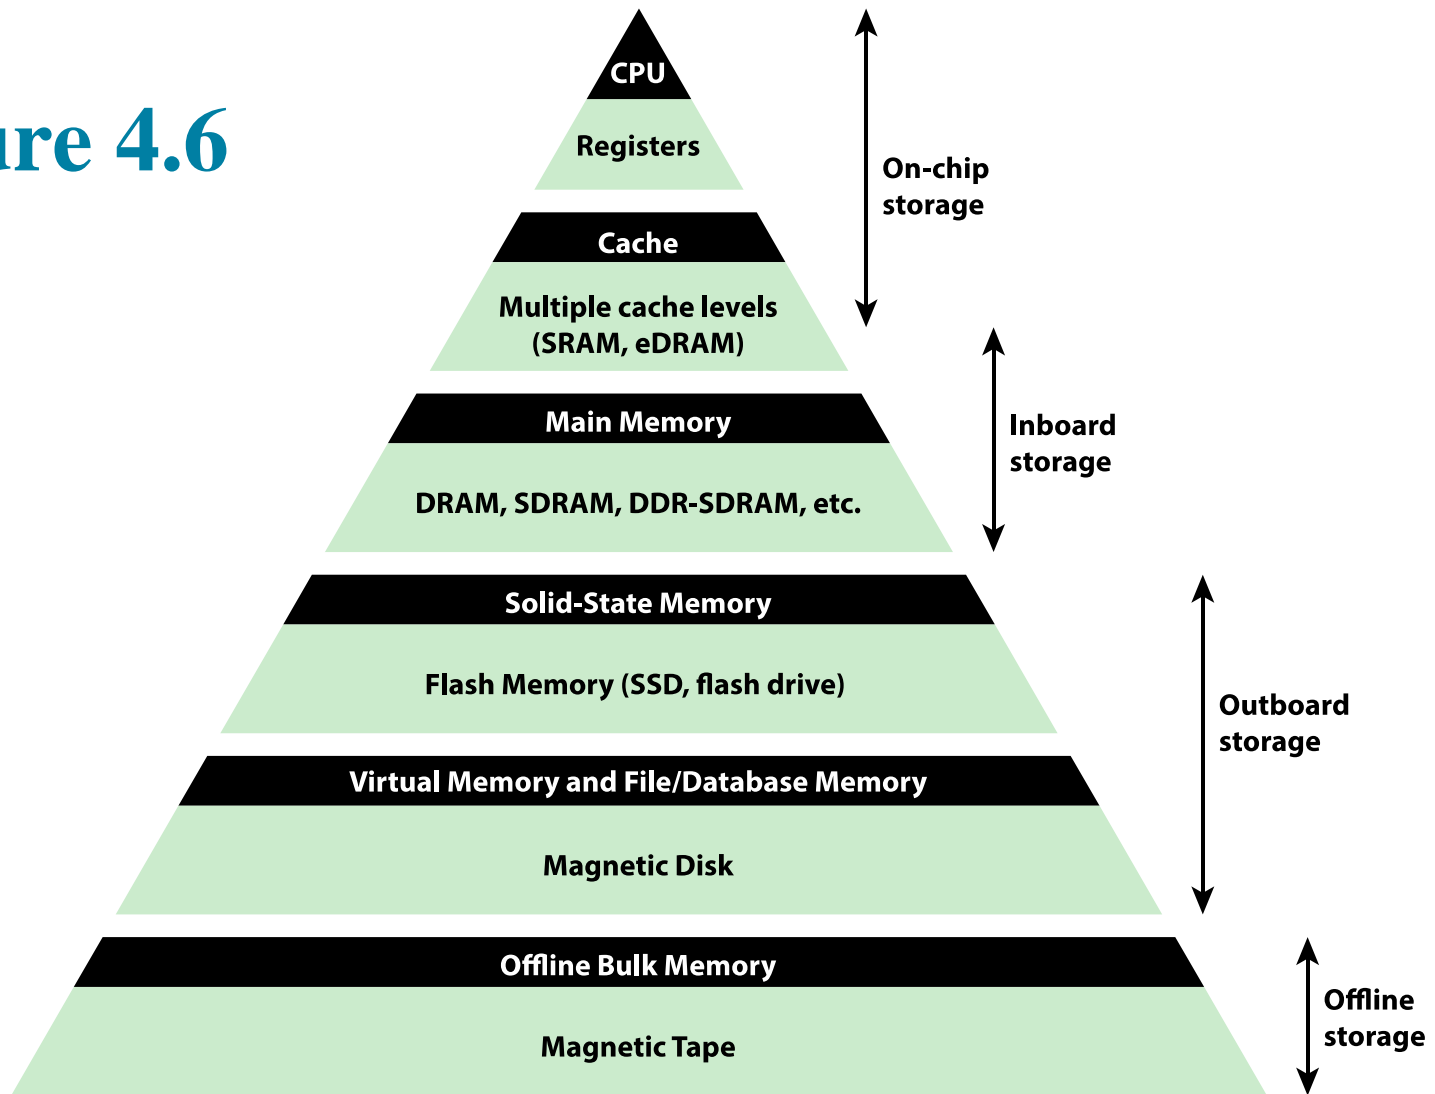 ure 4.6
CPU
Registers
On-chip
storage
Cache
Multiple cache levels
(SRAM, eDRAM)
Main Memory
DRAM, SDRAM, DDR-SDRAM, etc.
Inboard
storage
Solid-State Memory
Flash Memory (SSD, flash drive)
Outboard
storage
Virtual Memory and File/Database Memory
Magnetic Disk
Offline Bulk Memory
Magnetic Tape
Offline
storage